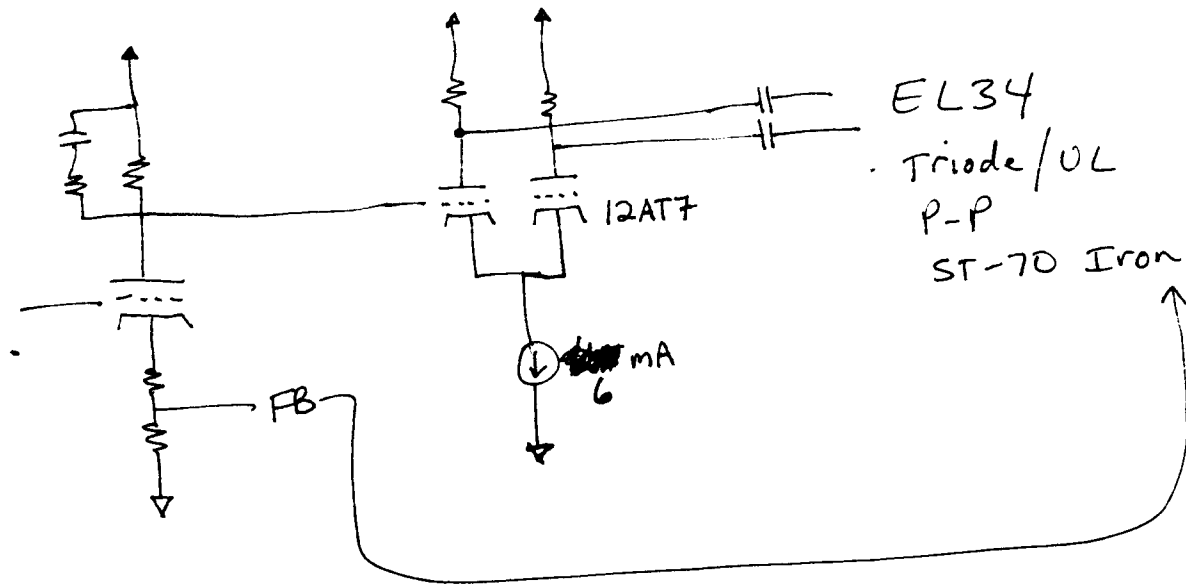 EL34
Triode/UL
P-P
ST-70 Iron
12AT7
mA
6
FB